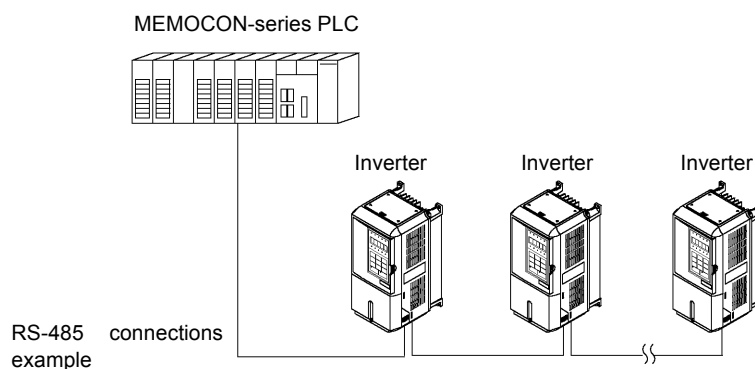 MEMOCON-series PLC
Inverter Inverter Inverter
RS-485 connections
example